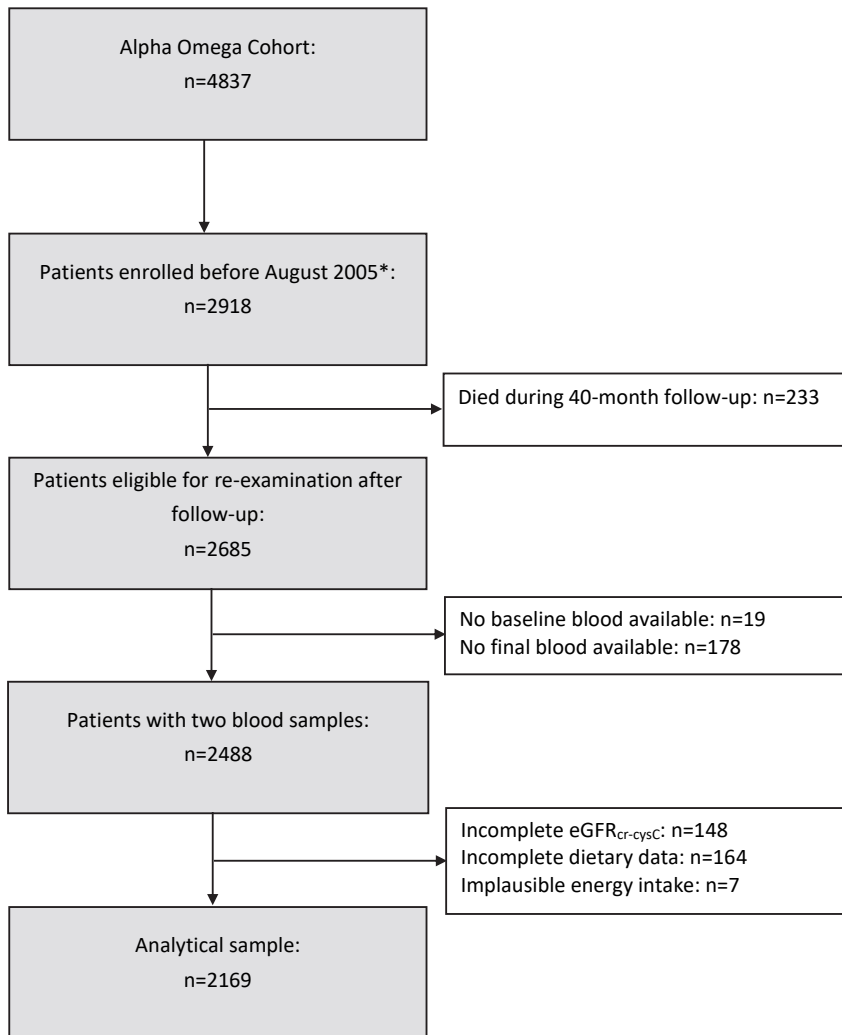 Alpha Omega Cohort:
n=4837
Patients enrolled before August 2005*:
n=2918
Died during 40-month follow-up: n=233
Patients eligible for re-examination after
follow-up:
n=2685
No baseline blood available: n=19
No final blood available: n=178
Patients with two blood samples:
n=2488
Incomplete eGFRcr-cysC: n=148
Incomplete dietary data: n=164
Implausible energy intake: n=7
Analytical sample:
n=2169